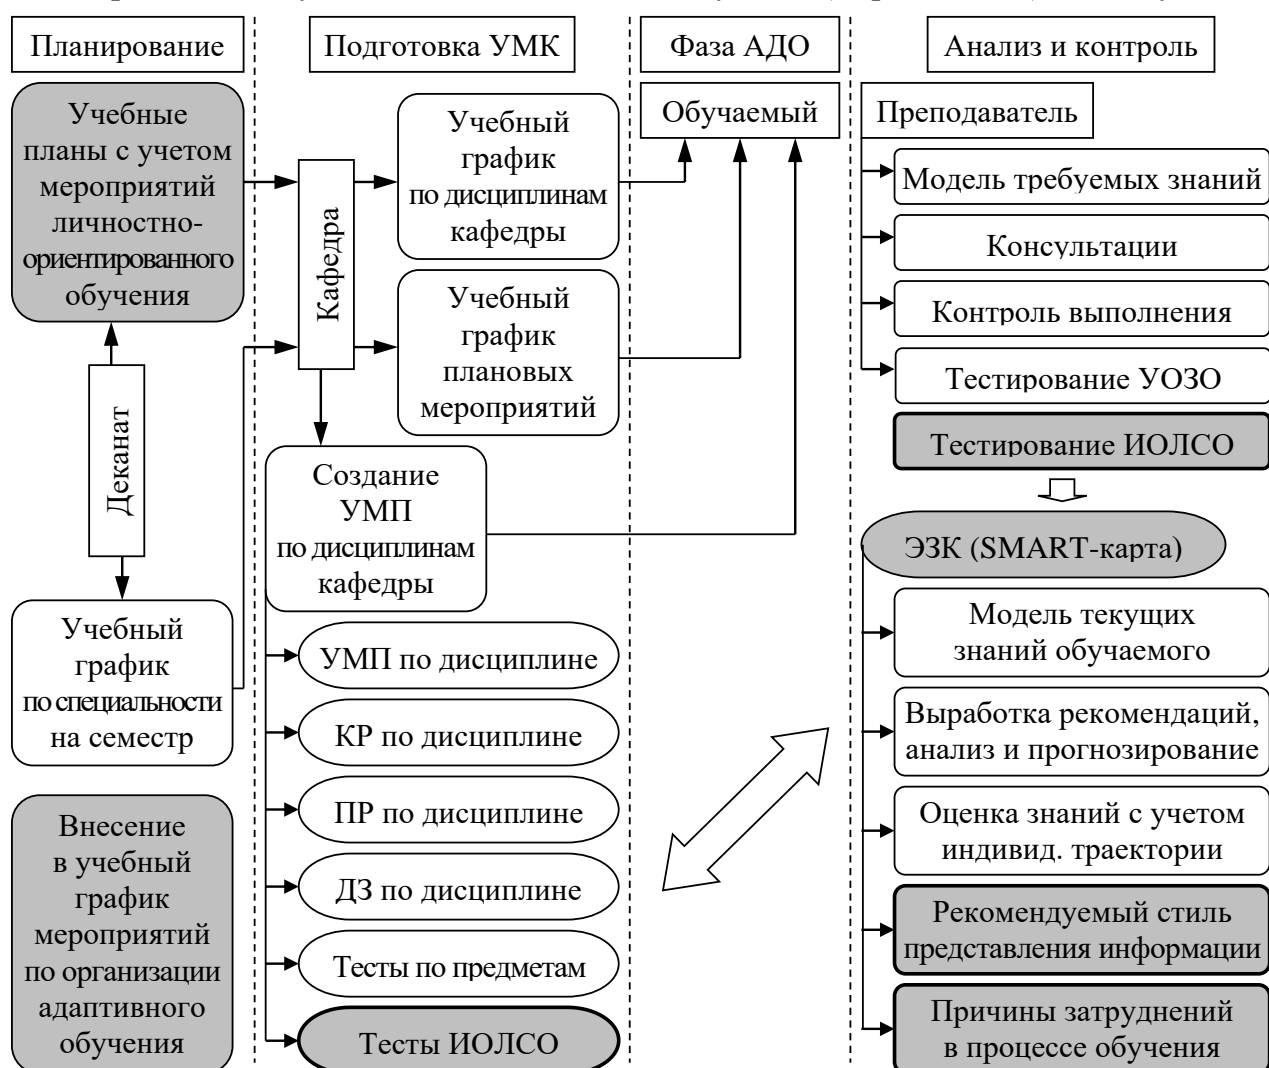 Планирование
Подготовка УМК
Фаза АДО
Анализ и контроль
Учебные
планы с учетом
мероприятий
личностно-
ориентированного
обучения
Деканат
Учебный
график
по специальности
на семестр
Внесение
в учебный
график
мероприятий
по организации
адаптивного
обучения
Кафедра
Учебный
график
по дисциплинам
кафедры
Учебный
график
плановых
мероприятий
Создание
УМП
по дисциплинам
кафедры
УМП по дисциплине
КР по дисциплине
ПР по дисциплине
ДЗ по дисциплине
Тесты по предметам
Тесты ИОЛСО
Обучаемый
Преподаватель
Модель требуемых знаний
Консультации
Контроль выполнения
Тестирование УОЗО
Тестирование ИОЛСО
ЭЗК (SMART-карта)
Модель текущих
знаний обучаемого
Выработка рекомендаций,
анализ и прогнозирование
Оценка знаний с учетом
индивид. траектории
Рекомендуемый стиль
представления информации
Причины затруднений
в процессе обучения